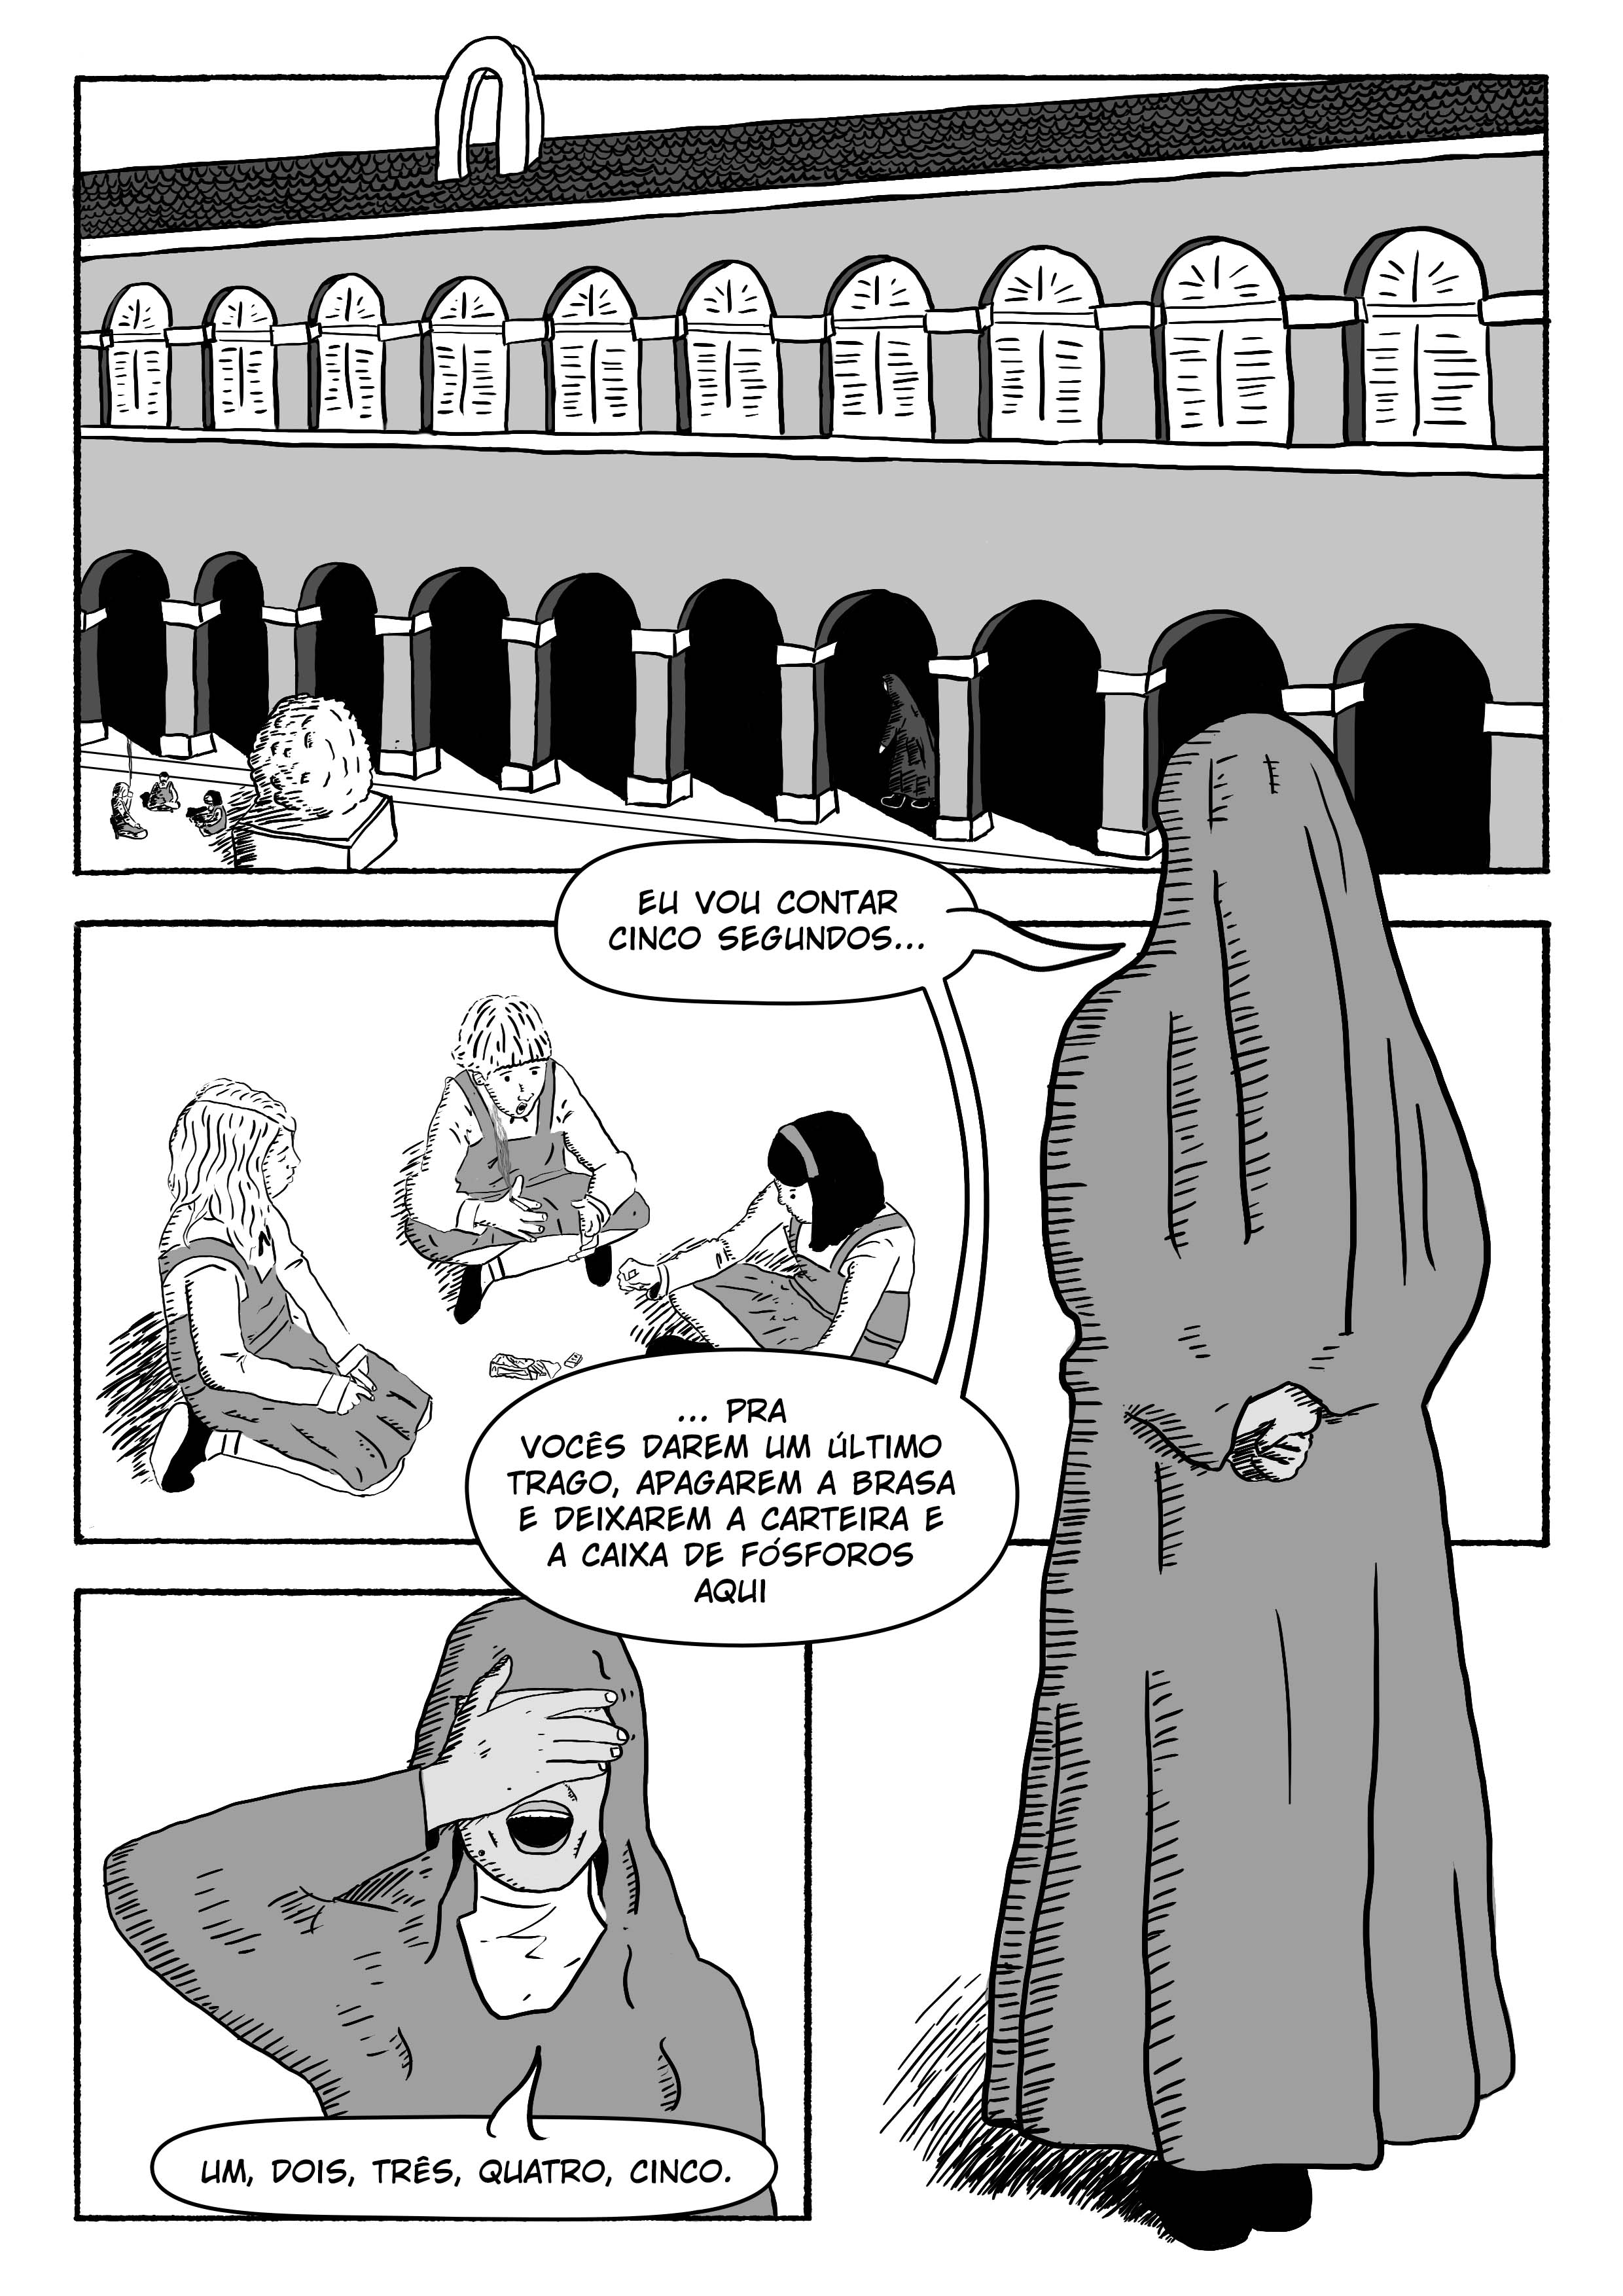 EU VOU CONTAR
CINCO SEGUNDOS...
... PRA
VOCÊS DAREM UM ÚLTIMO
TRAGO, APAGAREM A BRASA
E DEIXAREM A CARTEIRA E
A CAIXA DE FÓSFOROS
AQUI
UM, DOIS, TRÊS, QUATRO, CINCO.